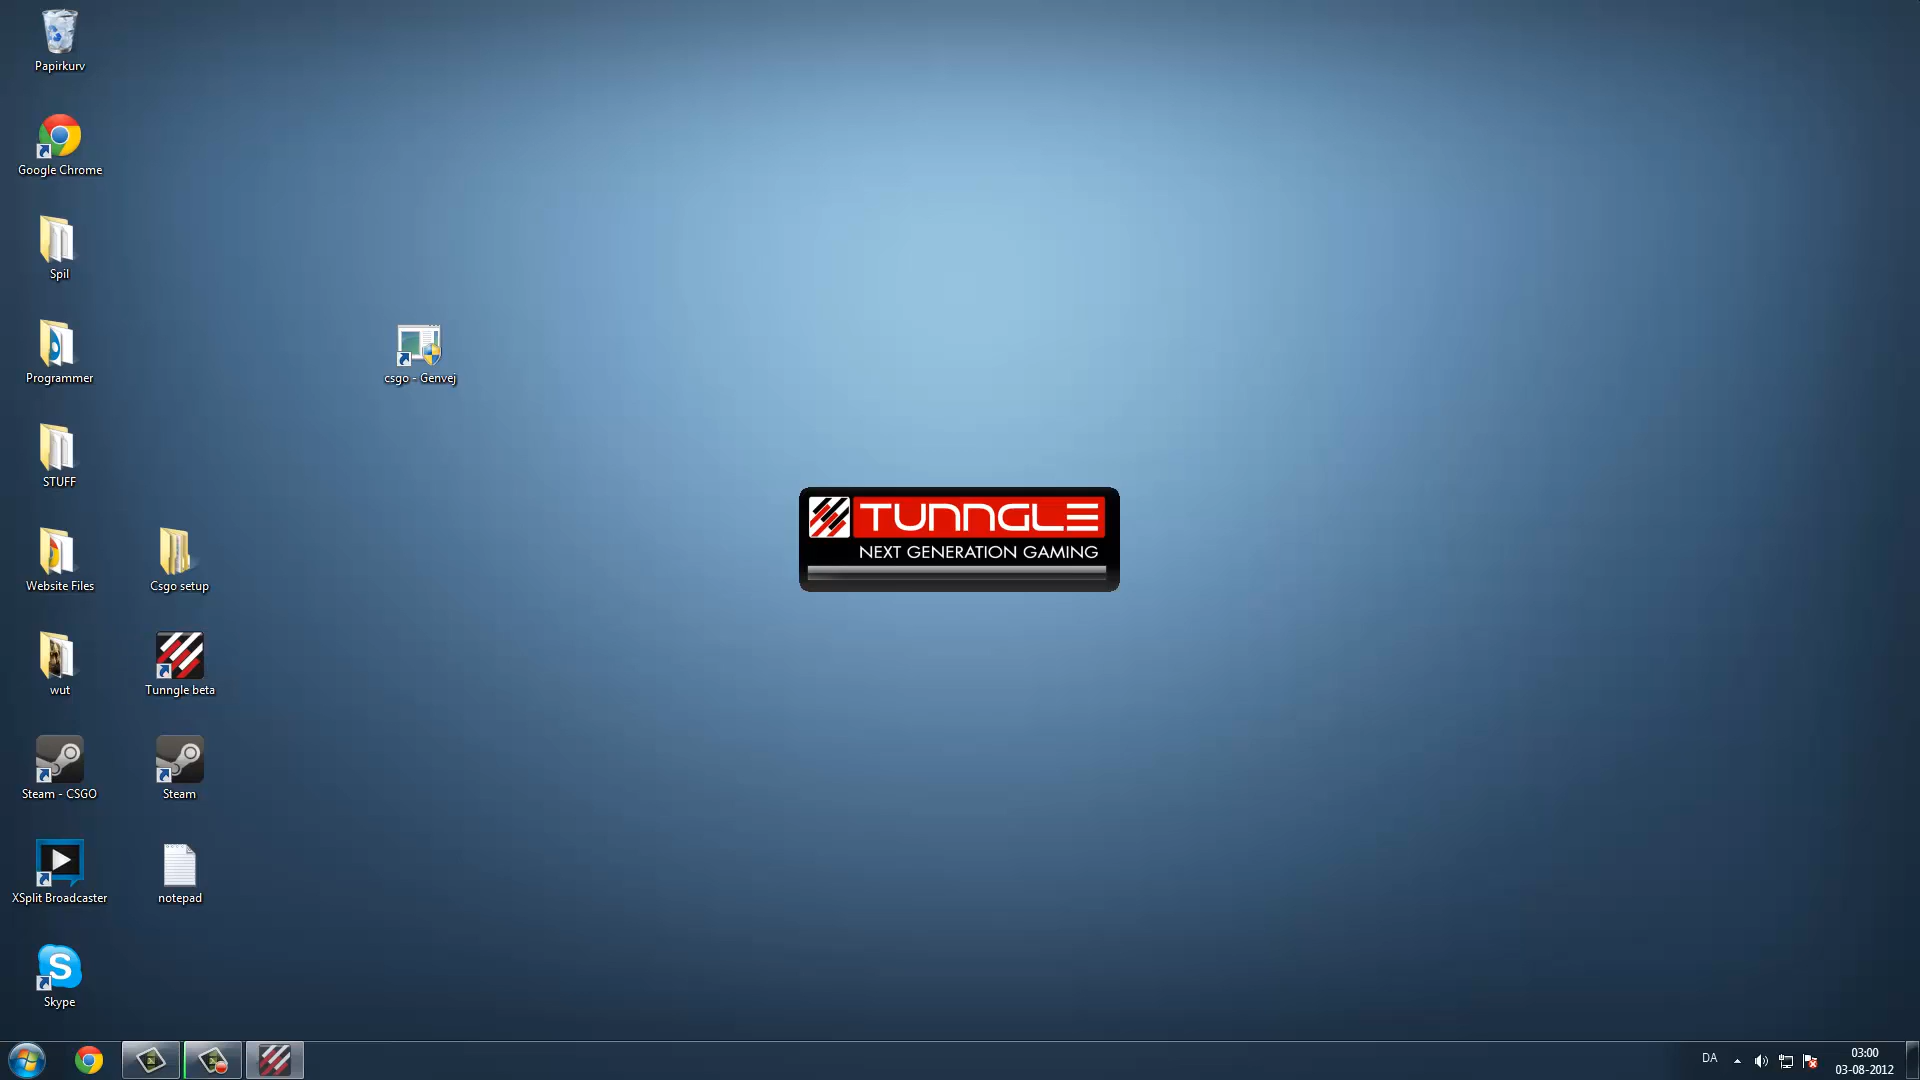 Papirkurv
Google Chrome
Spil
Programmer
csgo - Genvej
STUFF
TUNNGLE
NEXT GENERATION GAMING
Website Files
Csgo setup
wut
Tunngle beta
Steam - CSGO
Steam
XSplit Broadcaster
notepad
Skype
DA
03:00
03-08-2012